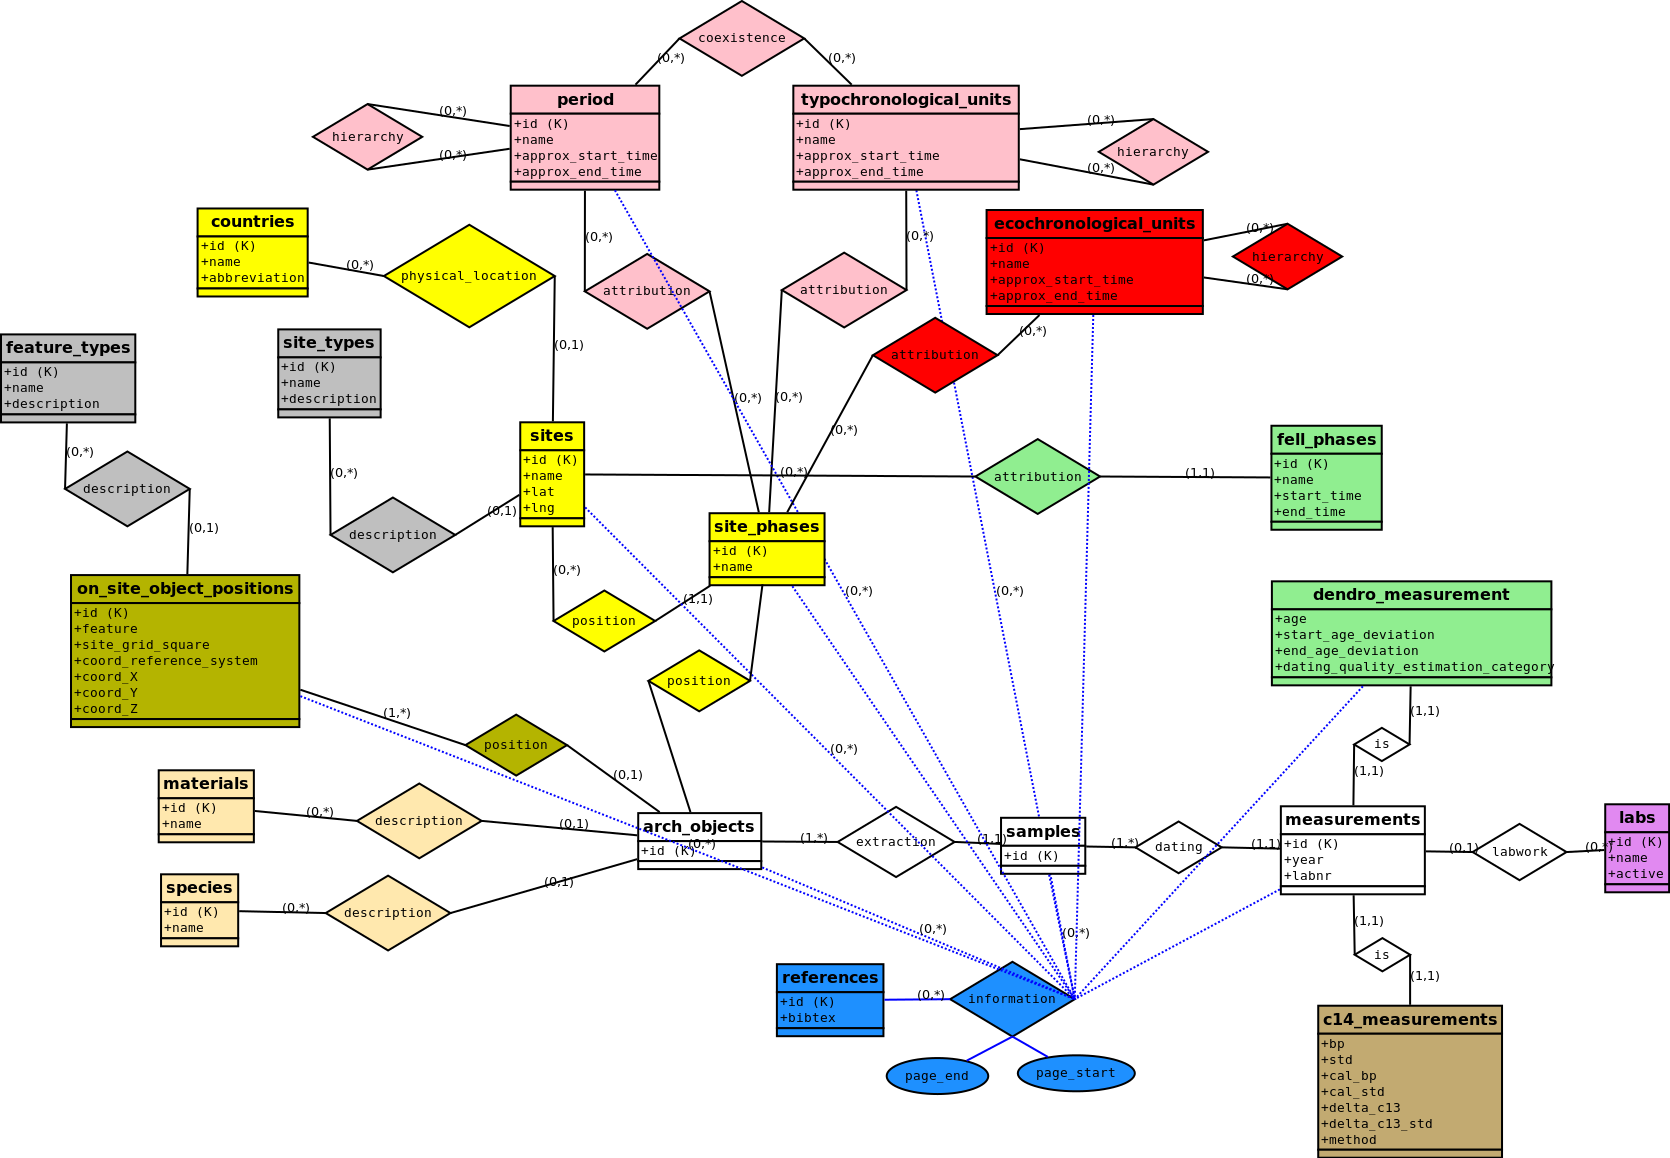 coexistence
(0,*)
(0,*)
period
+id (K)
+name
+approx_start_time
+approx_end_time
typochronological_units
+id (K)
+name
+approx_start_time
+approx_end_time
hierarchy
(0,*)
(0,*)
(0,*)
(0,*)
hierarchy
countries
+id (K)
+name
+abbreviation
(0,*)
physical_location
(0,1)
(0,*)
attribution
(0,*)
attribution
ecochronological_units
+id (K)
+name
+approx_start_time
+approx_end_time
(0,*)
(0,*)
hierarchy
(0,*)
attribution
feature_types
+id (K)
+name
+description
site_types
+id (K)
+name
+description
(0,*)
(0,*)
(0,*)
sites
+id (K)
+name
+lat
+lng
(0,*)
attribution
(1,1)
fell_phases
+id (K)
+name
+start_time
+end_time
(0,*)
description
(0,1)
(0,*)
description
(0,1)
site_phases
+id (K)
+name
(0,*)
position
(1,1)
(0,*)
(0,*)
on_site_object_positions
+id (K)
+feature
+site_grid_square
+coord_reference_system
+coord_X
+coord_Y
+coord_Z
dendro_measurement
+age
+start_age_deviation
+end_age_deviation
+dating_quality_estimation_category
position
(1,*)
position
(0,1)
(0,*)
(1,1)
is
(1,1)
materials
+id (K)
+name
(0,*)
description
(0,1)
arch_objects
+id (K)
(0,*)
(1,*)
extraction
(1,1)
samples
+id (K)
(1,*)
dating
(1,1)
measurements
+id (K)
+year
+labnr
(0,1)
labwork
(0,*)
labs
+id (K)
+name
+active
species
+id (K)
+name
(0,*)
description
(0,1)
(0,*)
(0,*)
(1,1)
is
(1,1)
references
+id (K)
+bibtex
(0,*)
information
page_end
page_start
c14_measurements
+bp
+std
+cal_bp
+cal_std
+delta_c13
+delta_c13_std
+method